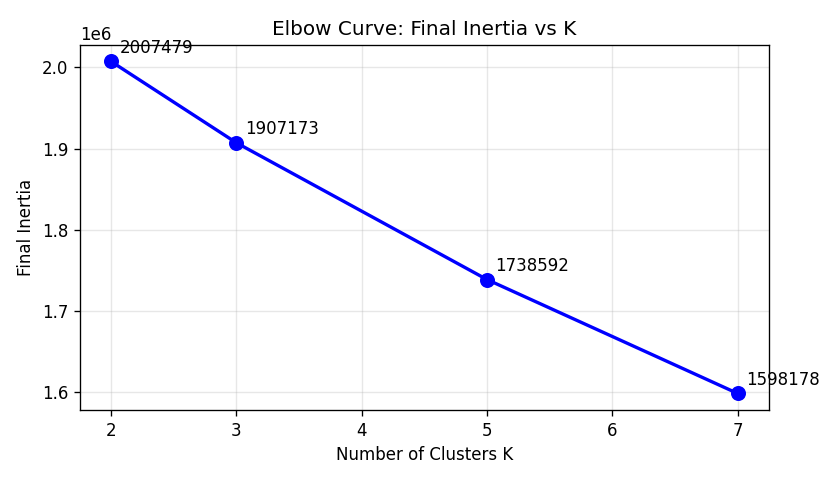 Elbow Curve: Final Inertia vs K
1e6
2007479
2.0
1907173
1.9
1.8
1738592
1.7
1598178
1.6
Final Inertia
2 3 4 5 6 7
Number of Clusters K